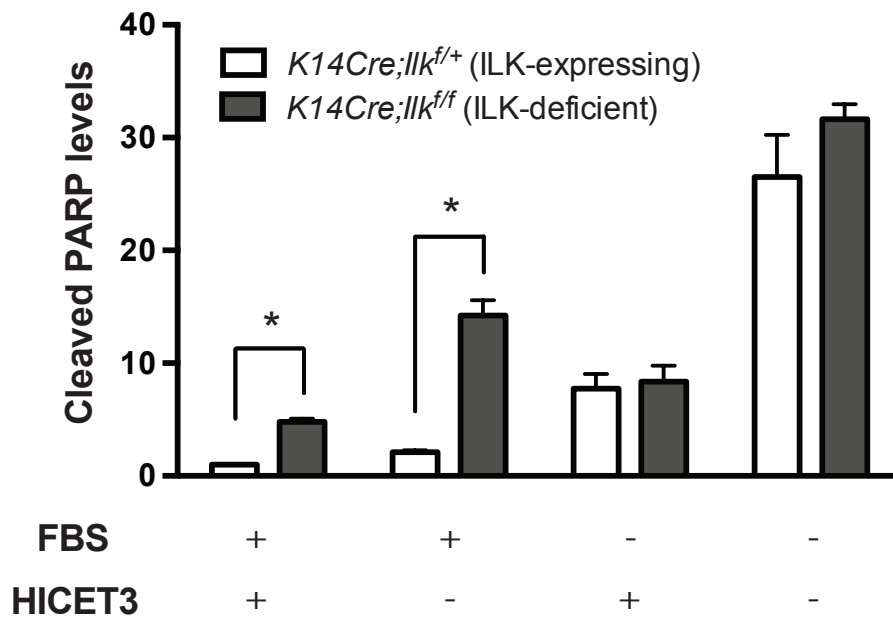 40
K14Cre;Ilkf/+ (ILK-expressing)
K14Cre;Ilkf/f (ILK-deficient)
30
20
10
0
Cleaved PARP levels
*
*
FBS + + - -
HICET3 + - + -